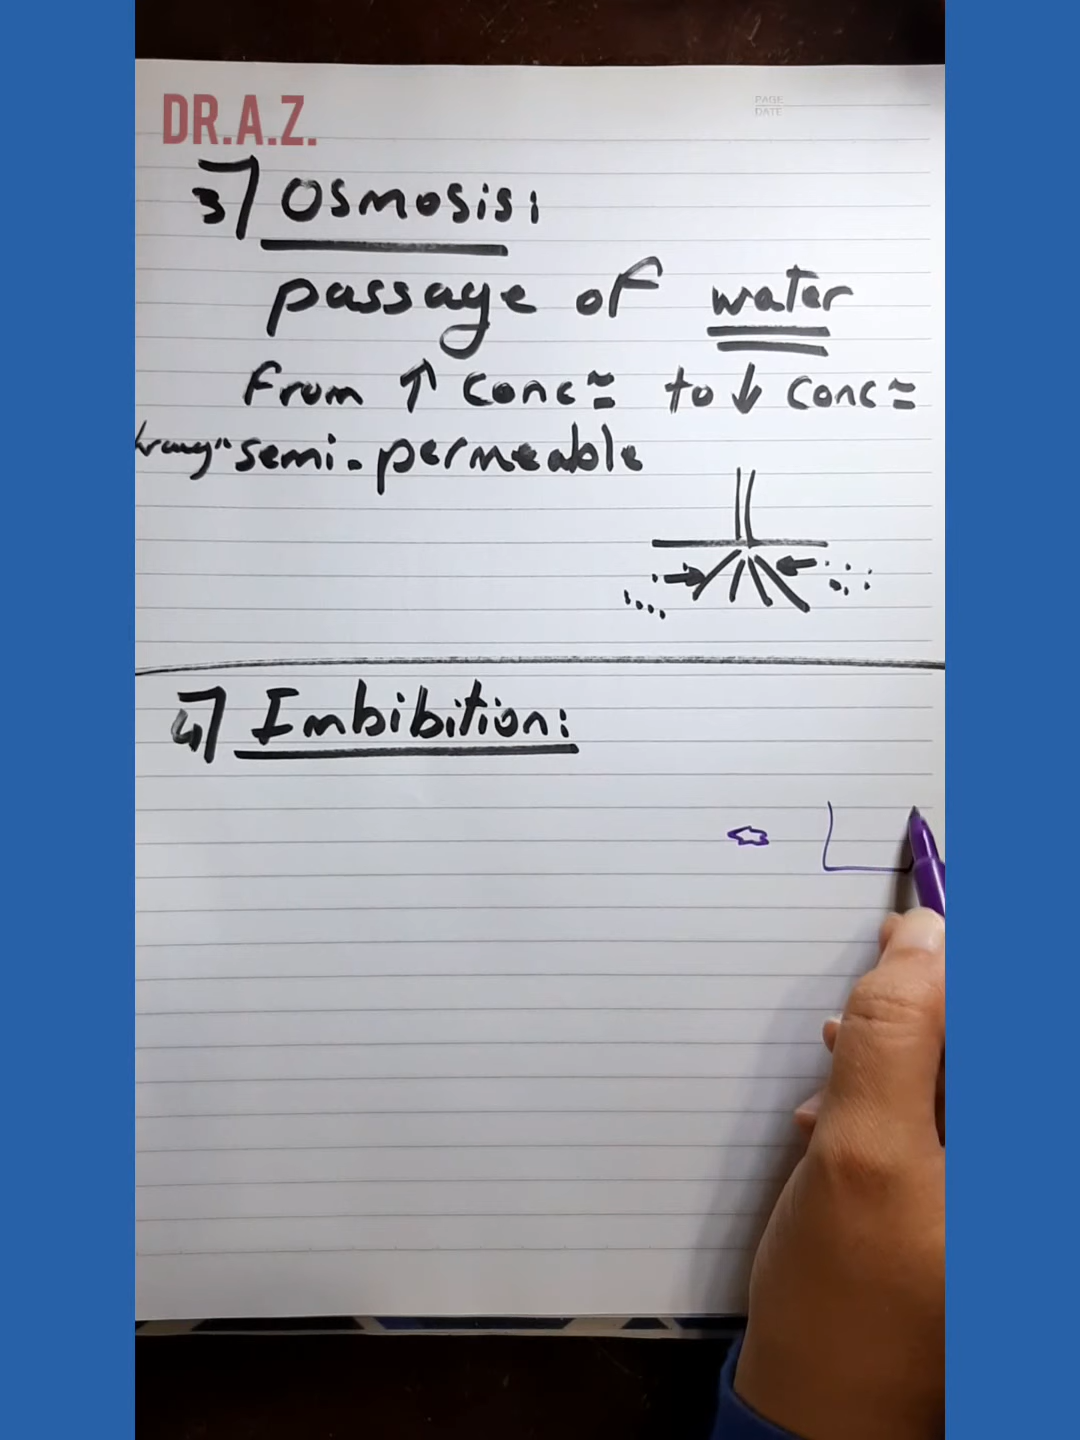 DR.A.Z.
PAGE
DATE
3] Osmosis:
passage of water
From ↑ Conc≃ to ↓ Conc≃
semi-permeable
4] Imbibition: